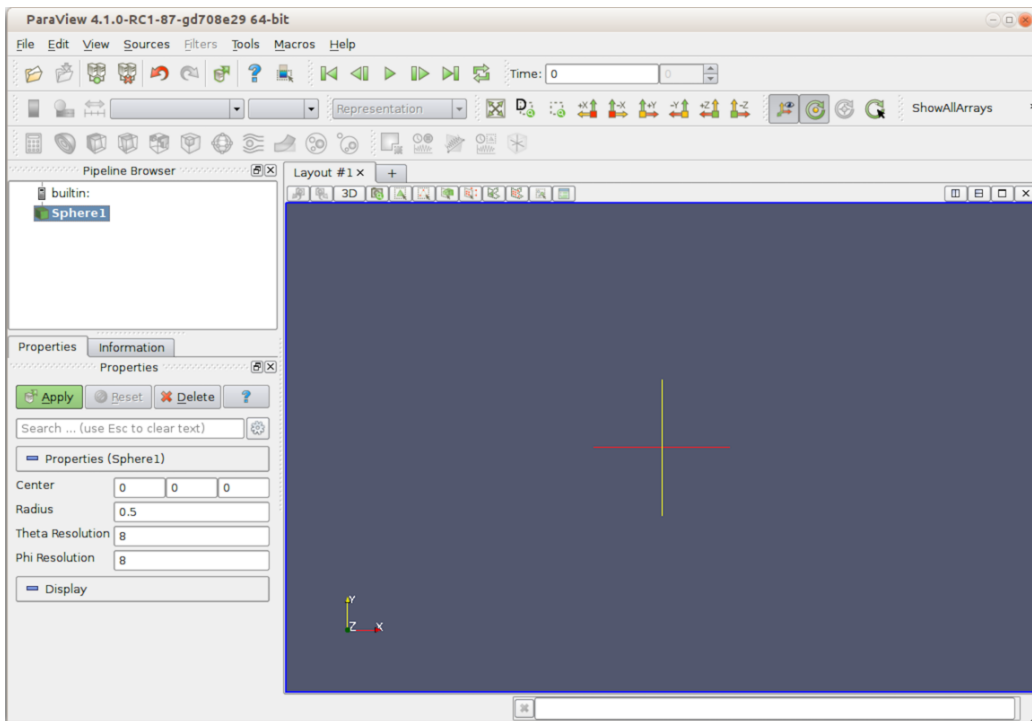 ParaView 4.1.0-RC1-87-gd708e29 64-bit
File Edit View Sources Filters Tools Macros Help
? Time: 0 0
Representation D +X -X +Y -Y +Z -Z ShowAllArrays
Pipeline Browser
Layout #1 × +
builtin:
3D
Sphere1
Properties Information
Properties
Apply Reset Delete ?
Search ... (use Esc to clear text)
Properties (Sphere1)
Center 0 0 0
Radius 0.5
Theta Resolution 8
Phi Resolution 8
Display
Y
Z X